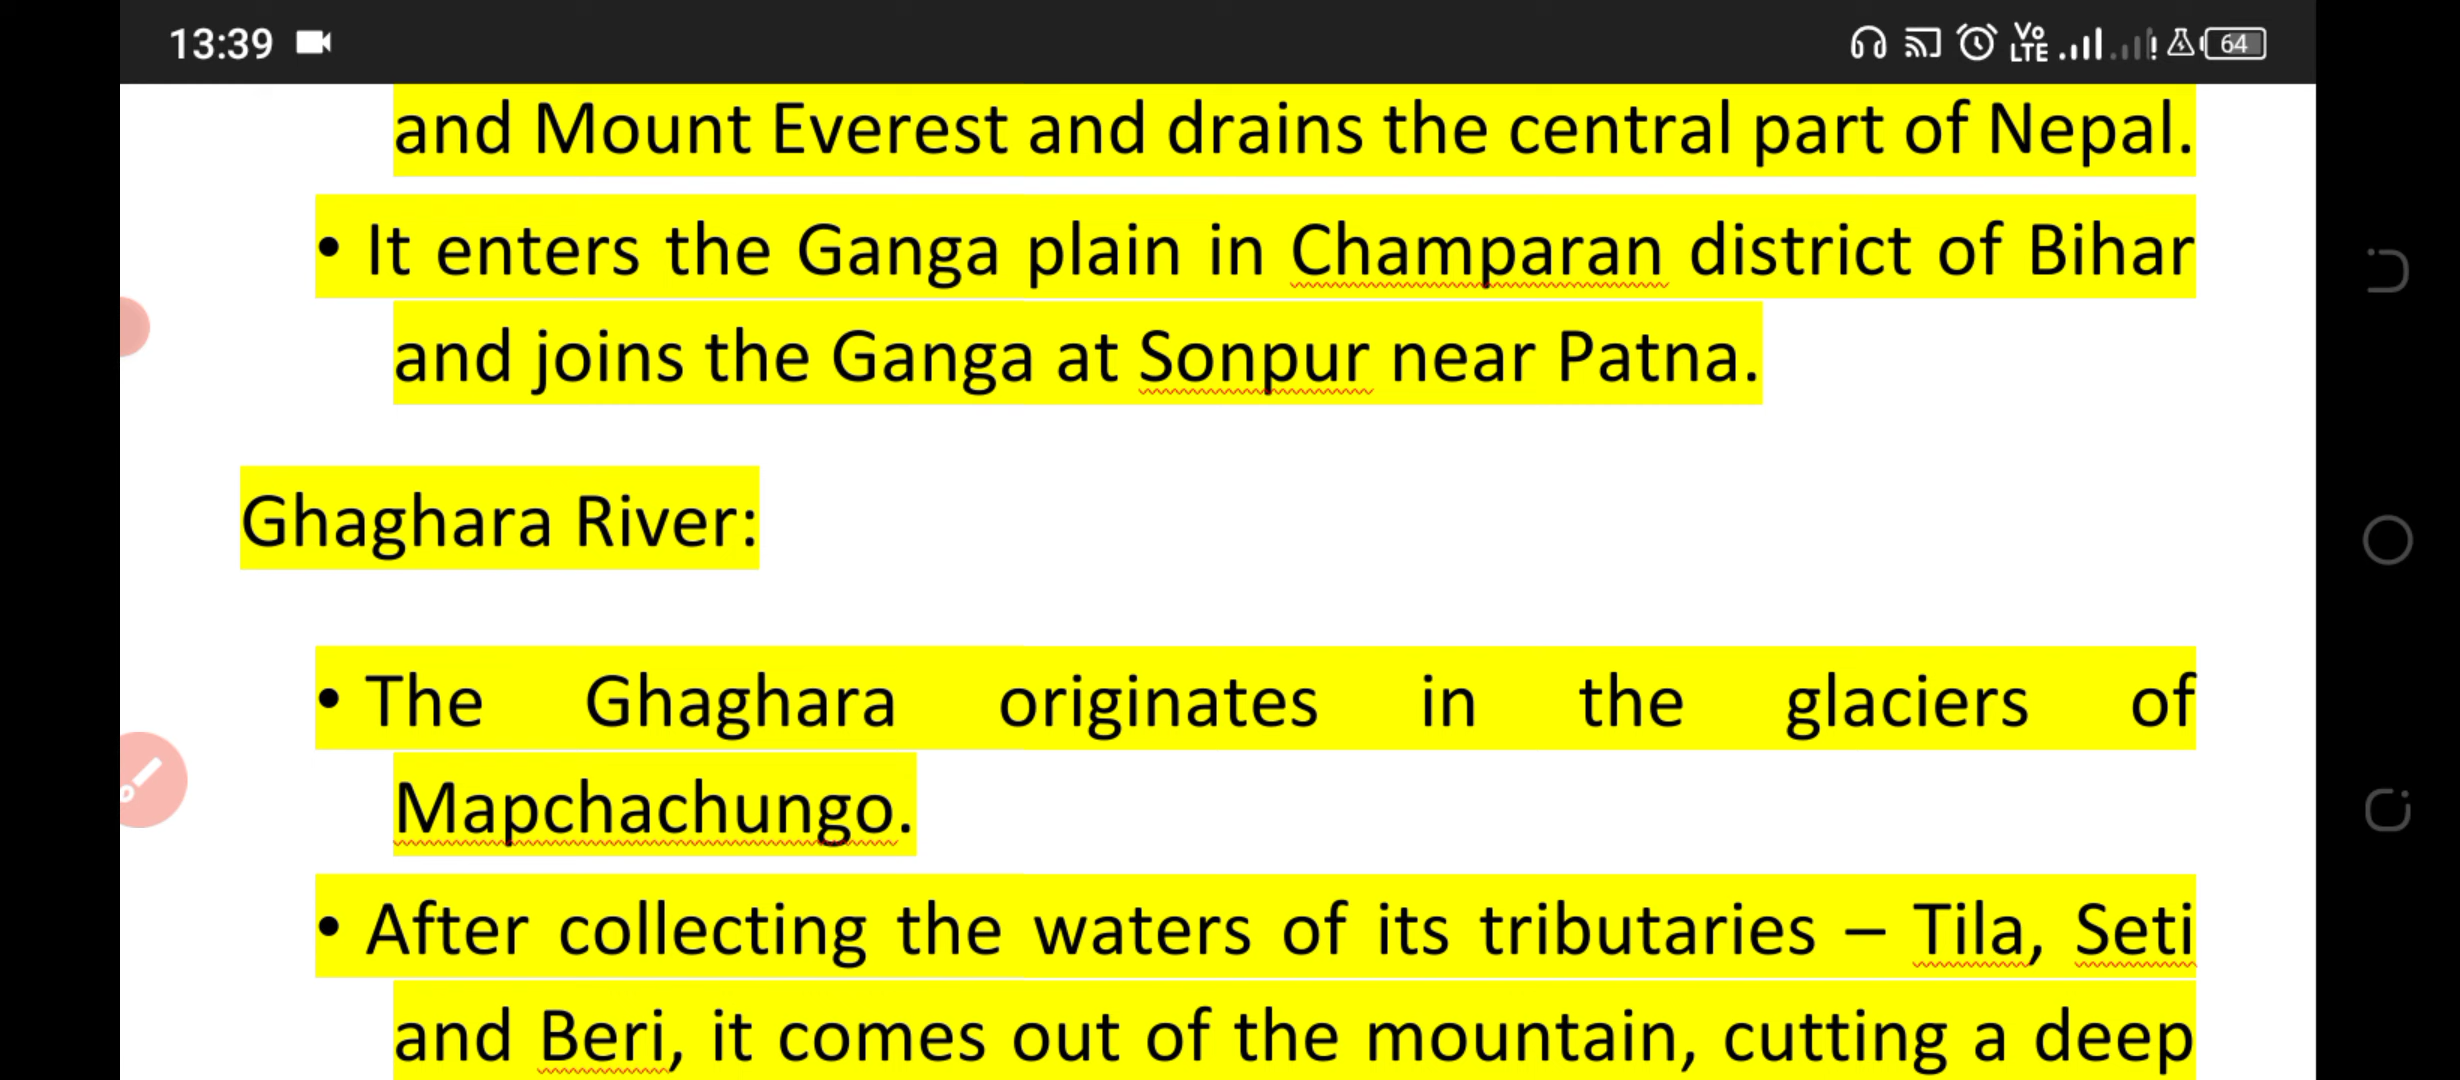 13:39 Vo LTE 64
and Mount Everest and drains the central part of Nepal.
• It enters the Ganga plain in Champaran district of Bihar
and joins the Ganga at Sonpur near Patna.
Ghaghara River:
• The Ghaghara originates in the glaciers of
Mapchachungo.
• After collecting the waters of its tributaries – Tila, Seti
and Beri, it comes out of the mountain, cutting a deep